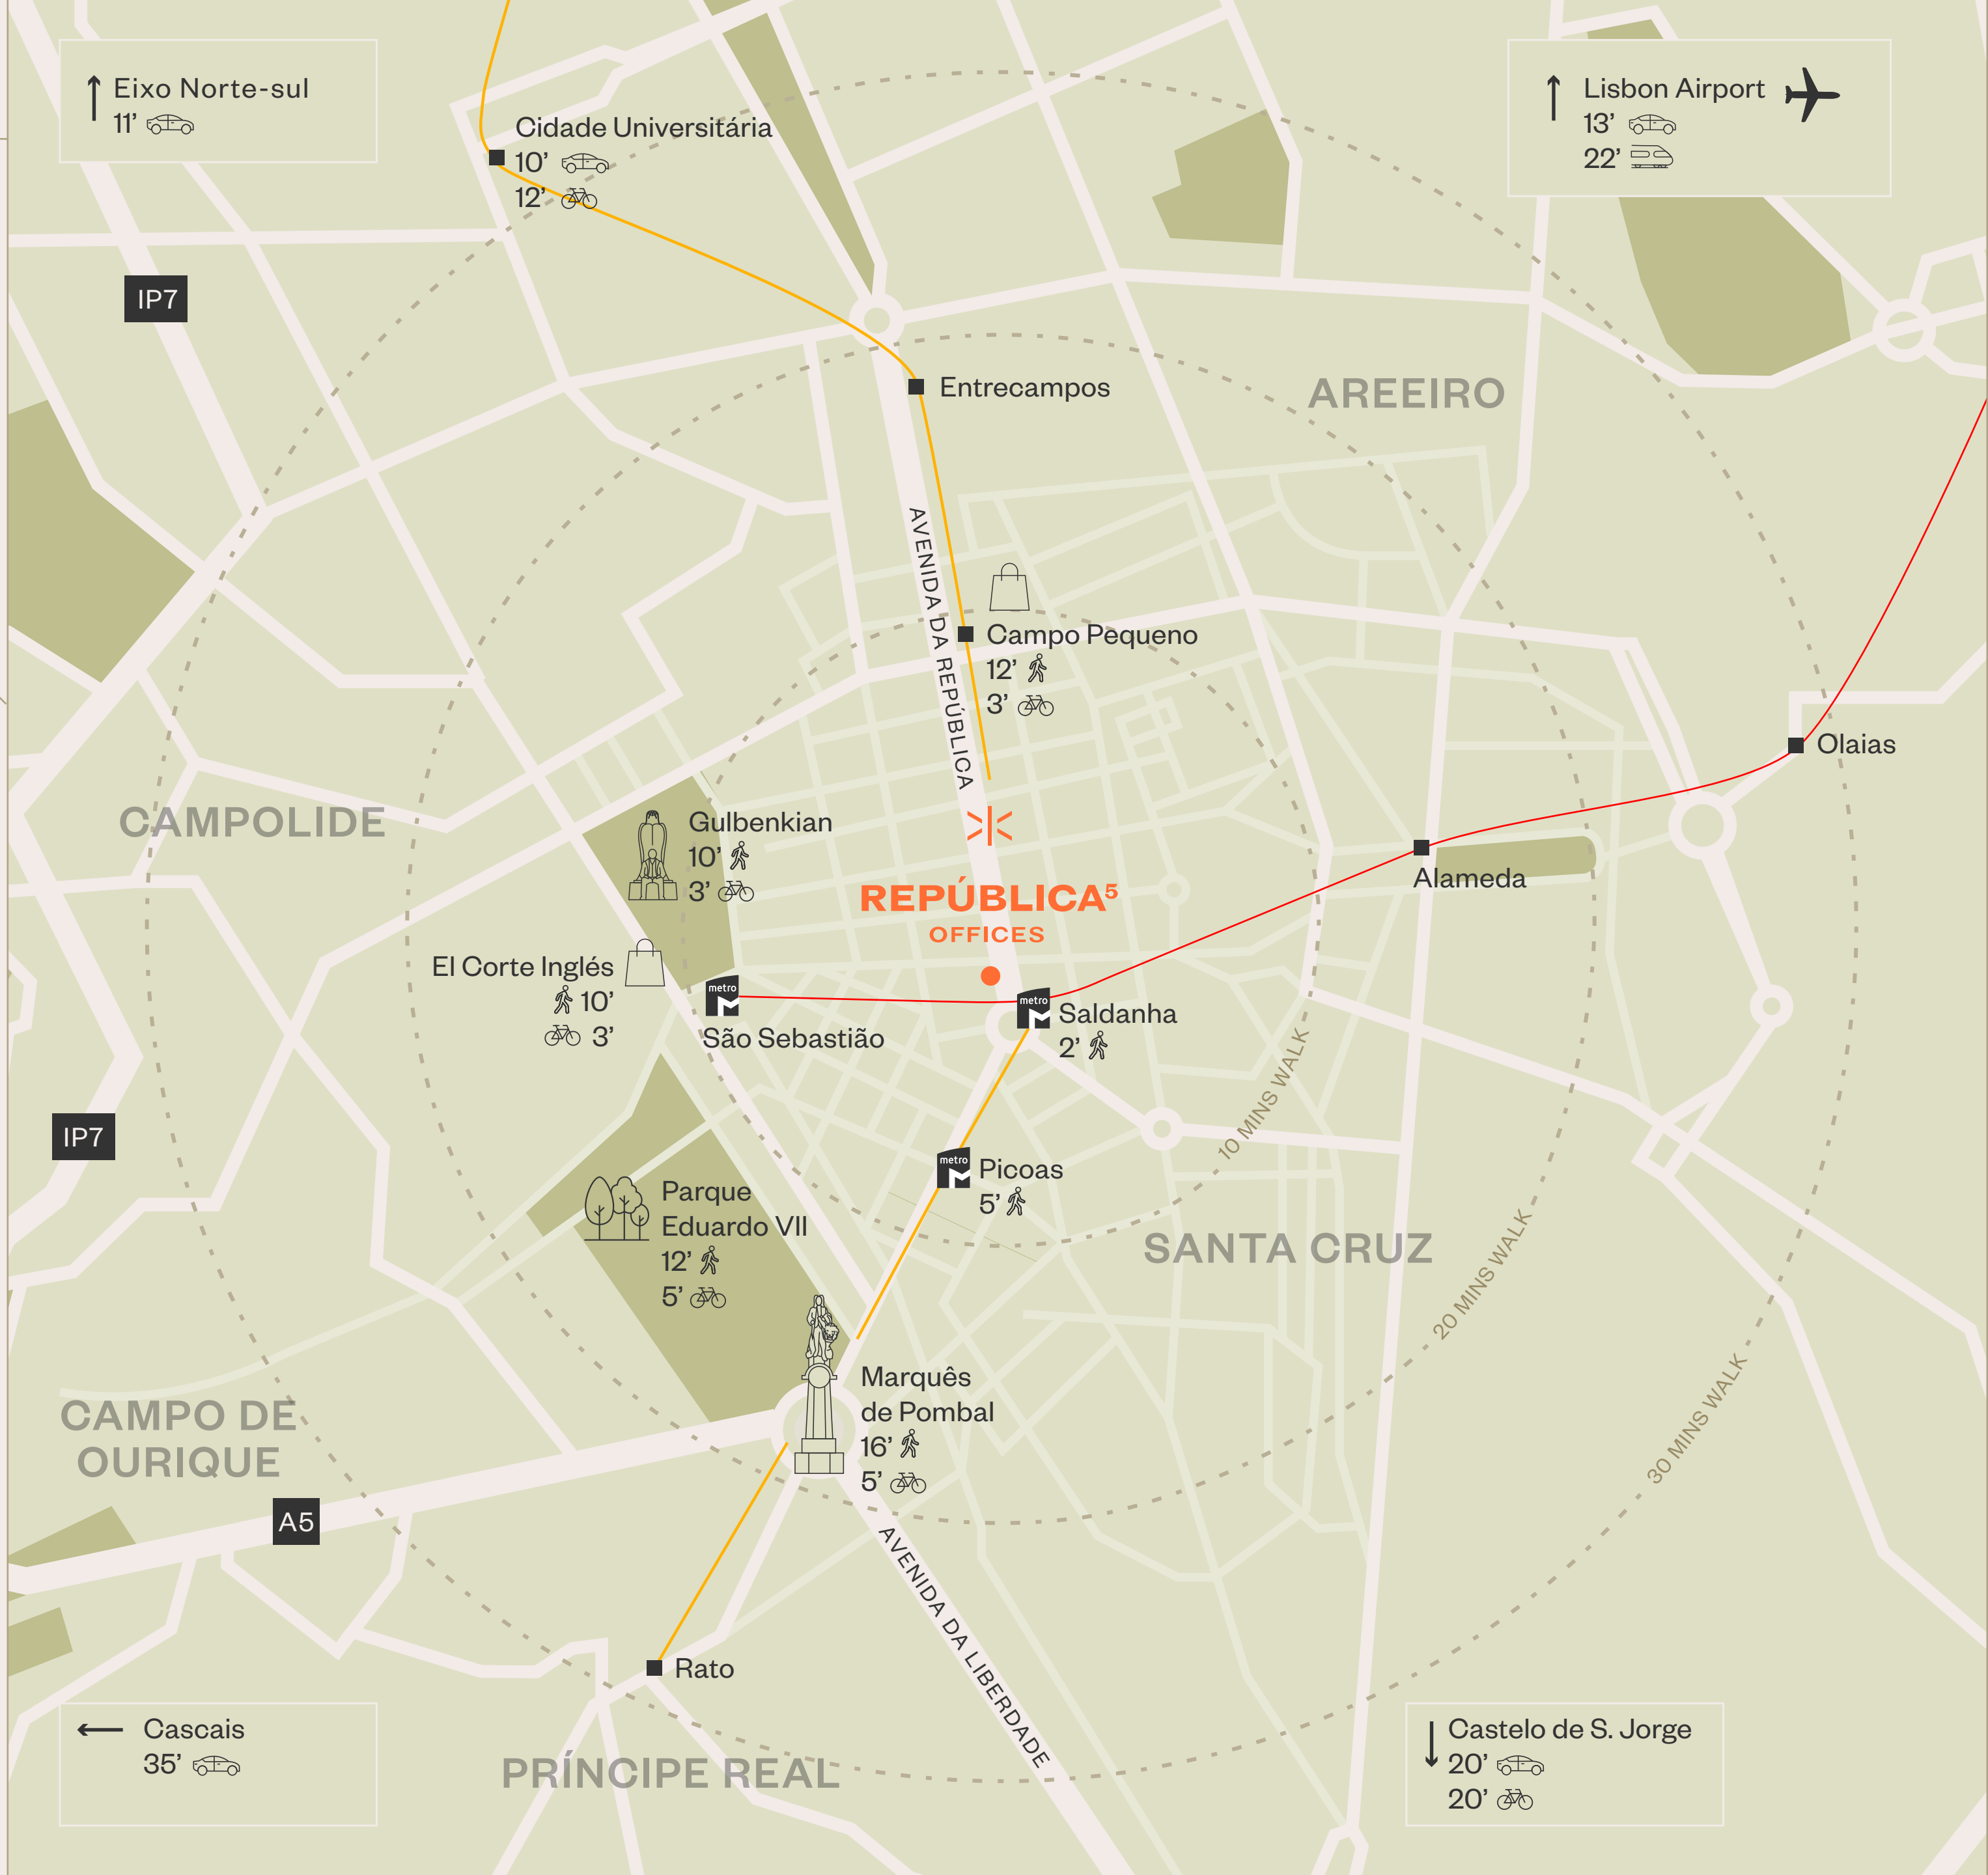 Eixo Norte-sul
11’
Lisbon Airport
13’
22’
Cidade Universitária
10’
12’
IP7
Entrecampos
AREEIRO
AVENIDA DA REPÚBLICA
Campo Pequeno
12’
3’
Olaias
CAMPOLIDE
Gulbenkian
10’
3’
REPÚBLICA⁵
OFFICES
Alameda
El Corte Inglés
10’
3’
metro
São Sebastião
metro
Saldanha
2’
10 MINS WALK
IP7
metro
Picoas
5’
Parque
Eduardo VII
12’
5’
SANTA CRUZ
20 MINS WALK
Marquês
de Pombal
16’
5’
30 MINS WALK
CAMPO DE
OURIQUE
A5
AVENIDA DA LIBERDADE
Rato
Cascais
35’
PRÍNCIPE REAL
Castelo de S. Jorge
20’
20’